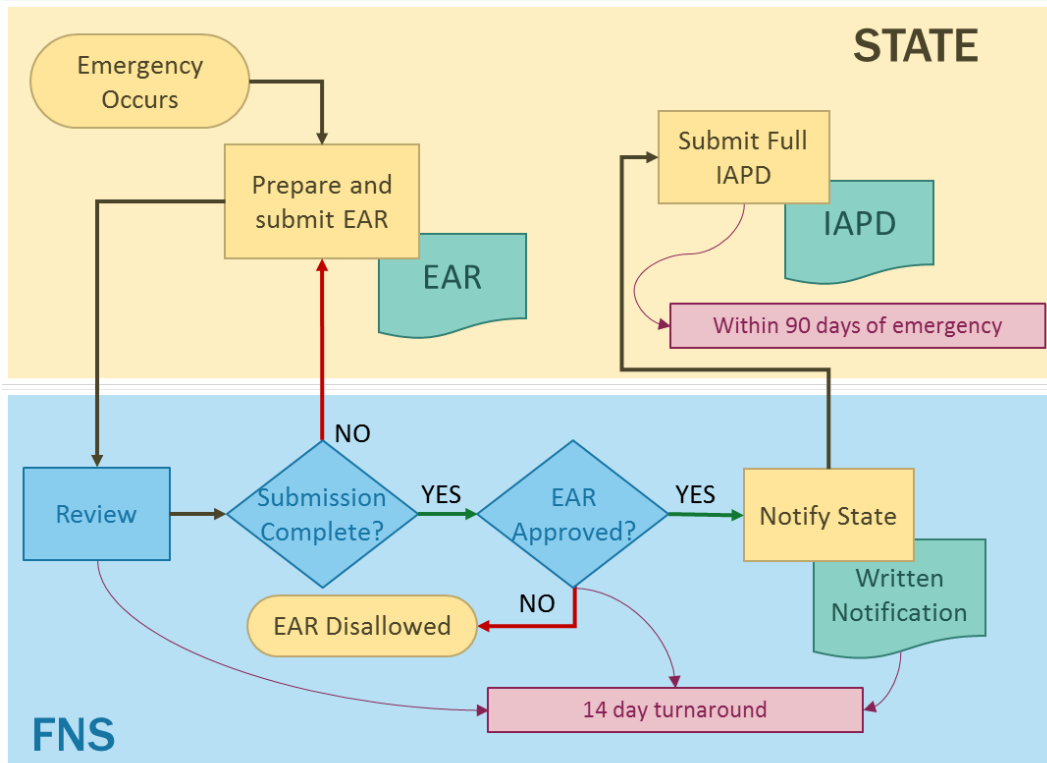 STATE
Emergency
Occurs
Prepare and
submit EAR
EAR
Submit Full
IAPD
IAPD
Within 90 days of emergency
NO
Review
Submission
Complete?
YES
EAR
Approved?
YES
Notify State
Written
Notification
NO
EAR Disallowed
14 day turnaround
FNS